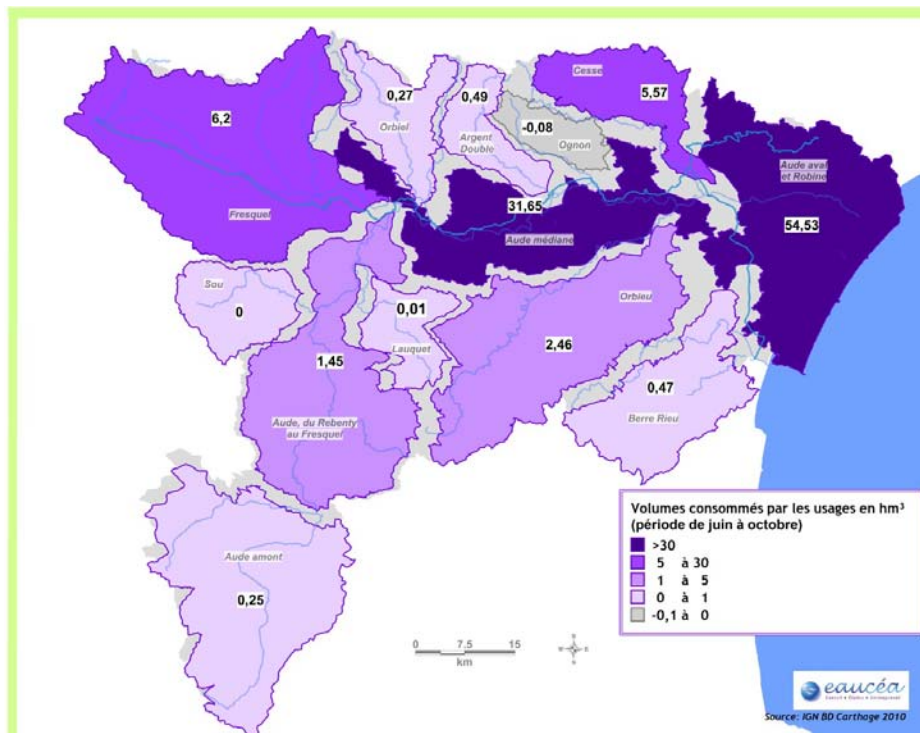 Cesse
5,57
0,27
Orbiel
0,49
Argent
Double
-0,08
Ognon
6,2
Fresquel
Aude aval
et Robine
54,53
31,65
Aude médiane
Sou
0
0,01
Lauquet
Orbieu
2,46
1,45
Aude, du Rebenty
au Fresquel
0,47
Berre Rieu
Aude amont
0,25
Volumes consommés par les usages en hm³
(période de juin à octobre)
>30
5 à 30
1 à 5
0 à 1
-0,1 à 0
0 7.5 15
km
eaucéa
Source: IGN BD Carthage 2010